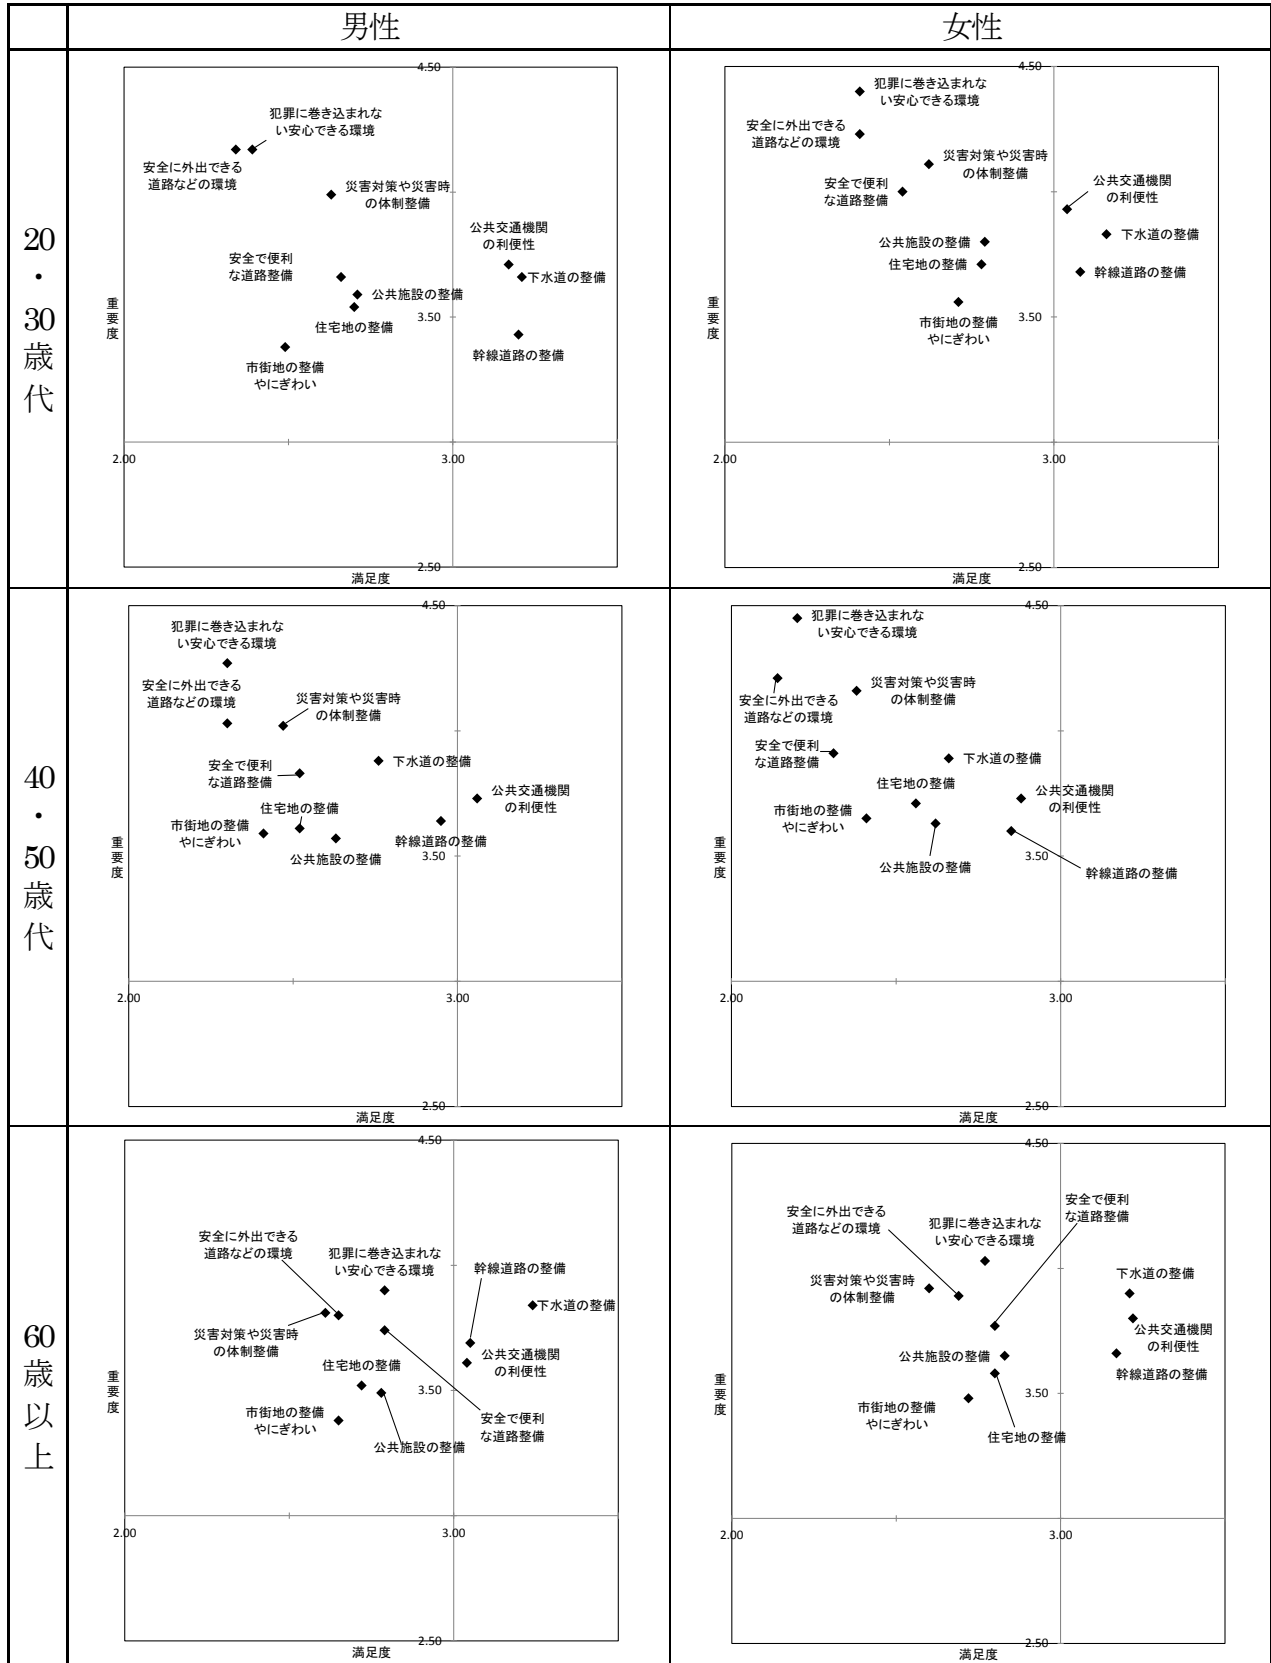 男性
女性
20・30歳代
4.50
犯罪に巻き込まれな
い安心できる環境
安全に外出できる
道路などの環境
災害対策や災害時
の体制整備
公共交通機関
の利便性
安全で便利
な道路整備
下水道の整備
公共施設の整備
重要度
3.50
住宅地の整備
幹線道路の整備
市街地の整備
やにぎわい
2.00
3.00
2.50
満足度
4.50
犯罪に巻き込まれな
い安心できる環境
安全に外出できる
道路などの環境
災害対策や災害時
の体制整備
安全で便利
な道路整備
公共交通機関
の利便性
下水道の整備
公共施設の整備
住宅地の整備
幹線道路の整備
重要度
3.50
市街地の整備
やにぎわい
2.00
3.00
2.50
満足度
40・50歳代
4.50
犯罪に巻き込まれな
い安心できる環境
安全に外出できる
道路などの環境
災害対策や災害時
の体制整備
安全で便利
な道路整備
下水道の整備
公共交通機関
の利便性
住宅地の整備
市街地の整備
やにぎわい
幹線道路の整備
重要度
3.50
公共施設の整備
2.00
3.00
2.50
満足度
4.50
犯罪に巻き込まれな
い安心できる環境
災害対策や災害時
の体制整備
安全に外出できる
道路などの環境
安全で便利
な道路整備
下水道の整備
住宅地の整備
公共交通機関
の利便性
市街地の整備
やにぎわい
重要度
3.50
公共施設の整備
幹線道路の整備
2.00
3.00
2.50
満足度
60歳以上
4.50
安全に外出できる
道路などの環境
犯罪に巻き込まれな
い安心できる環境
幹線道路の整備
下水道の整備
災害対策や災害時
の体制整備
住宅地の整備
公共交通機関
の利便性
重要度
3.50
市街地の整備
やにぎわい
安全で便利
な道路整備
公共施設の整備
2.00
3.00
2.50
満足度
4.50
安全で便利
な道路整備
安全に外出できる
道路などの環境
犯罪に巻き込まれな
い安心できる環境
災害対策や災害時
の体制整備
下水道の整備
公共交通機関
の利便性
公共施設の整備
幹線道路の整備
重要度
3.50
市街地の整備
やにぎわい
住宅地の整備
2.00
3.00
2.50
満足度